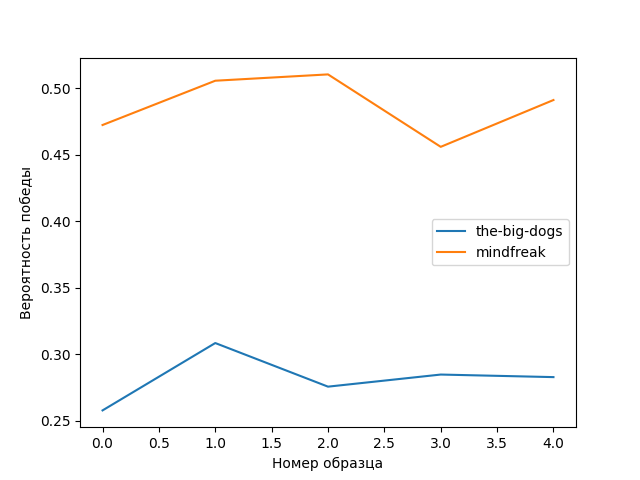 0.50
0.45
0.40
0.35
0.30
0.25
Вероятность победы
the-big-dogs
mindfreak
0.0 0.5 1.0 1.5 2.0 2.5 3.0 3.5 4.0
Номер образца